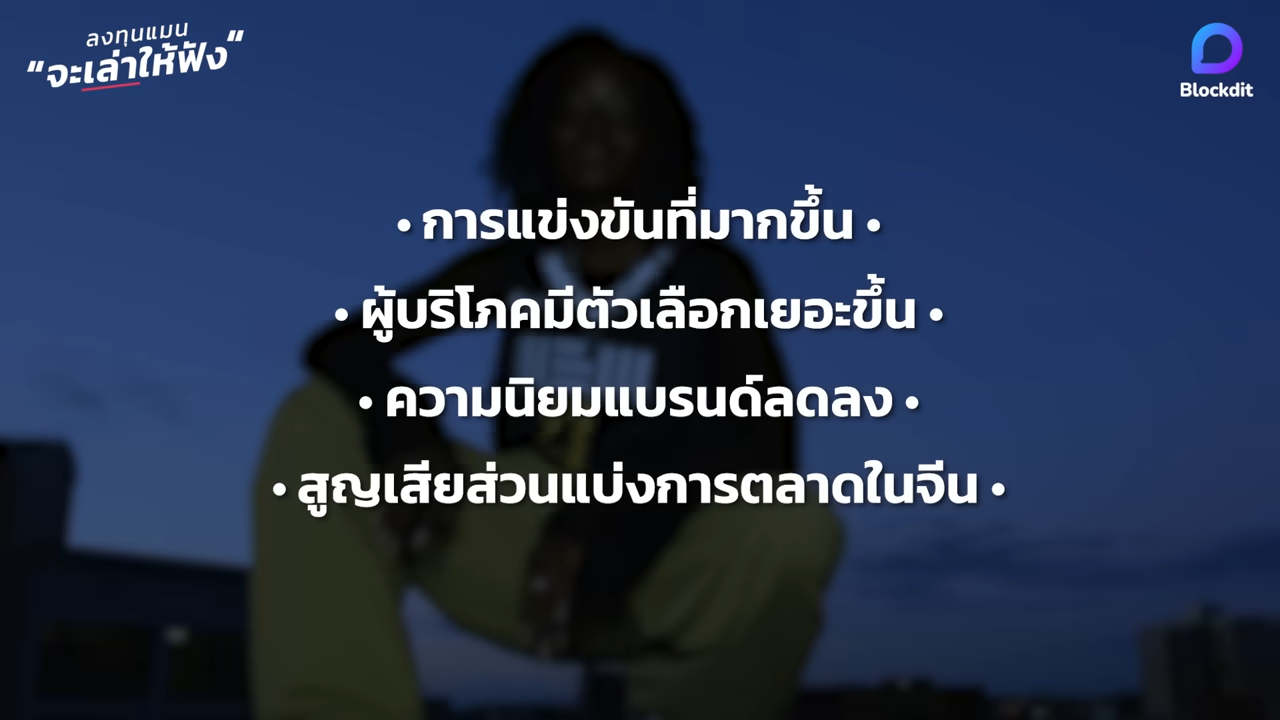 ลงทุนแมน
“จะเล่าให้ฟัง“
Blockdit
• การแข่งขันที่มากขึ้น •
• ผู้บริโภคมีตัวเลือกเยอะขึ้น •
• ความนิยมแบรนด์ลดลง •
• สูญเสียส่วนแบ่งการตลาดในจีน •